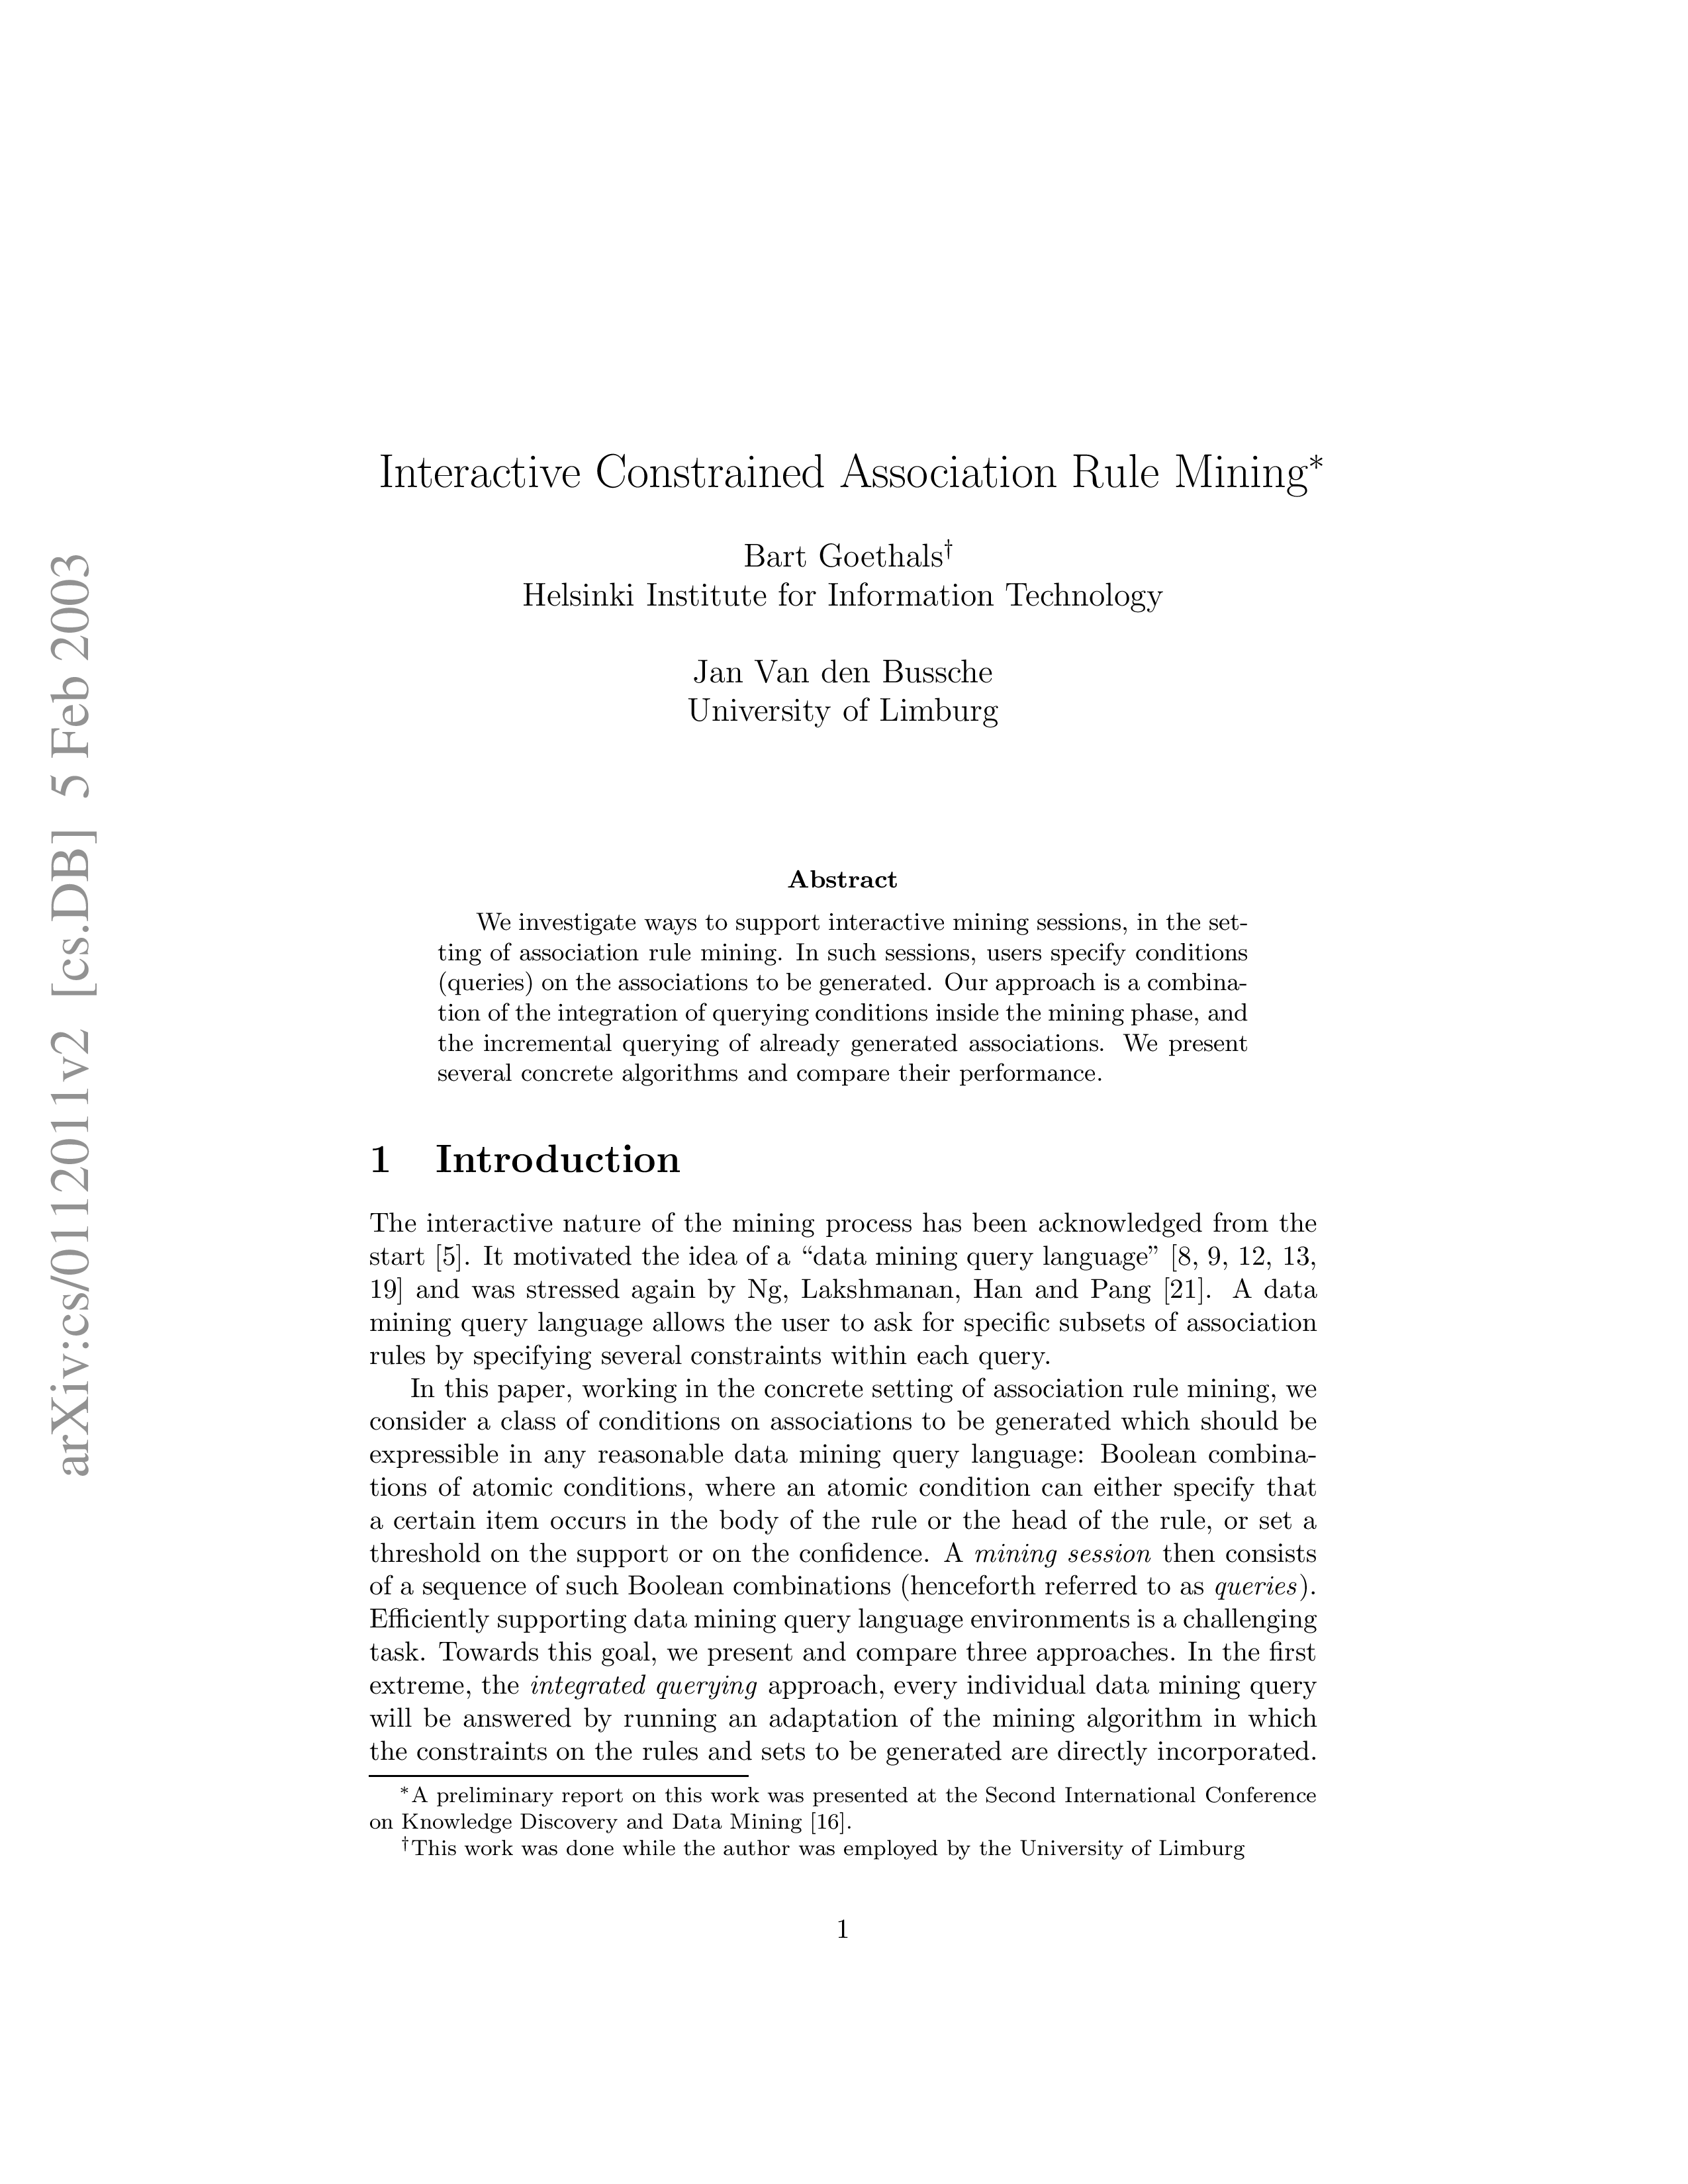 Interactive Constrained Association Rule Mining*
Bart Goethals†
Helsinki Institute for Information Technology
Jan Van den Bussche
University of Limburg
Abstract
We investigate ways to support interactive mining sessions, in the set-
ting of association rule mining. In such sessions, users specify conditions
(queries) on the associations to be generated. Our approach is a combina-
tion of the integration of querying conditions inside the mining phase, and
the incremental querying of already generated associations. We present
several concrete algorithms and compare their performance.
1 Introduction
The interactive nature of the mining process has been acknowledged from the
start [5]. It motivated the idea of a “data mining query language” [8, 9, 12, 13,
19] and was stressed again by Ng, Lakshmanan, Han and Pang [21]. A data
mining query language allows the user to ask for specific subsets of association
rules by specifying several constraints within each query.
In this paper, working in the concrete setting of association rule mining, we
consider a class of conditions on associations to be generated which should be
expressible in any reasonable data mining query language: Boolean combina-
tions of atomic conditions, where an atomic condition can either specify that
a certain item occurs in the body of the rule or the head of the rule, or set a
threshold on the support or on the confidence. A mining session then consists
of a sequence of such Boolean combinations (henceforth referred to as queries).
Efficiently supporting data mining query language environments is a challenging
task. Towards this goal, we present and compare three approaches. In the first
extreme, the integrated querying approach, every individual data mining query
will be answered by running an adaptation of the mining algorithm in which
the constraints on the rules and sets to be generated are directly incorporated.
*A preliminary report on this work was presented at the Second International Conference
on Knowledge Discovery and Data Mining [16].
†This work was done while the author was employed by the University of Limburg
1
arXiv:cs/0112011v2 [cs.DB] 5 Feb 2003